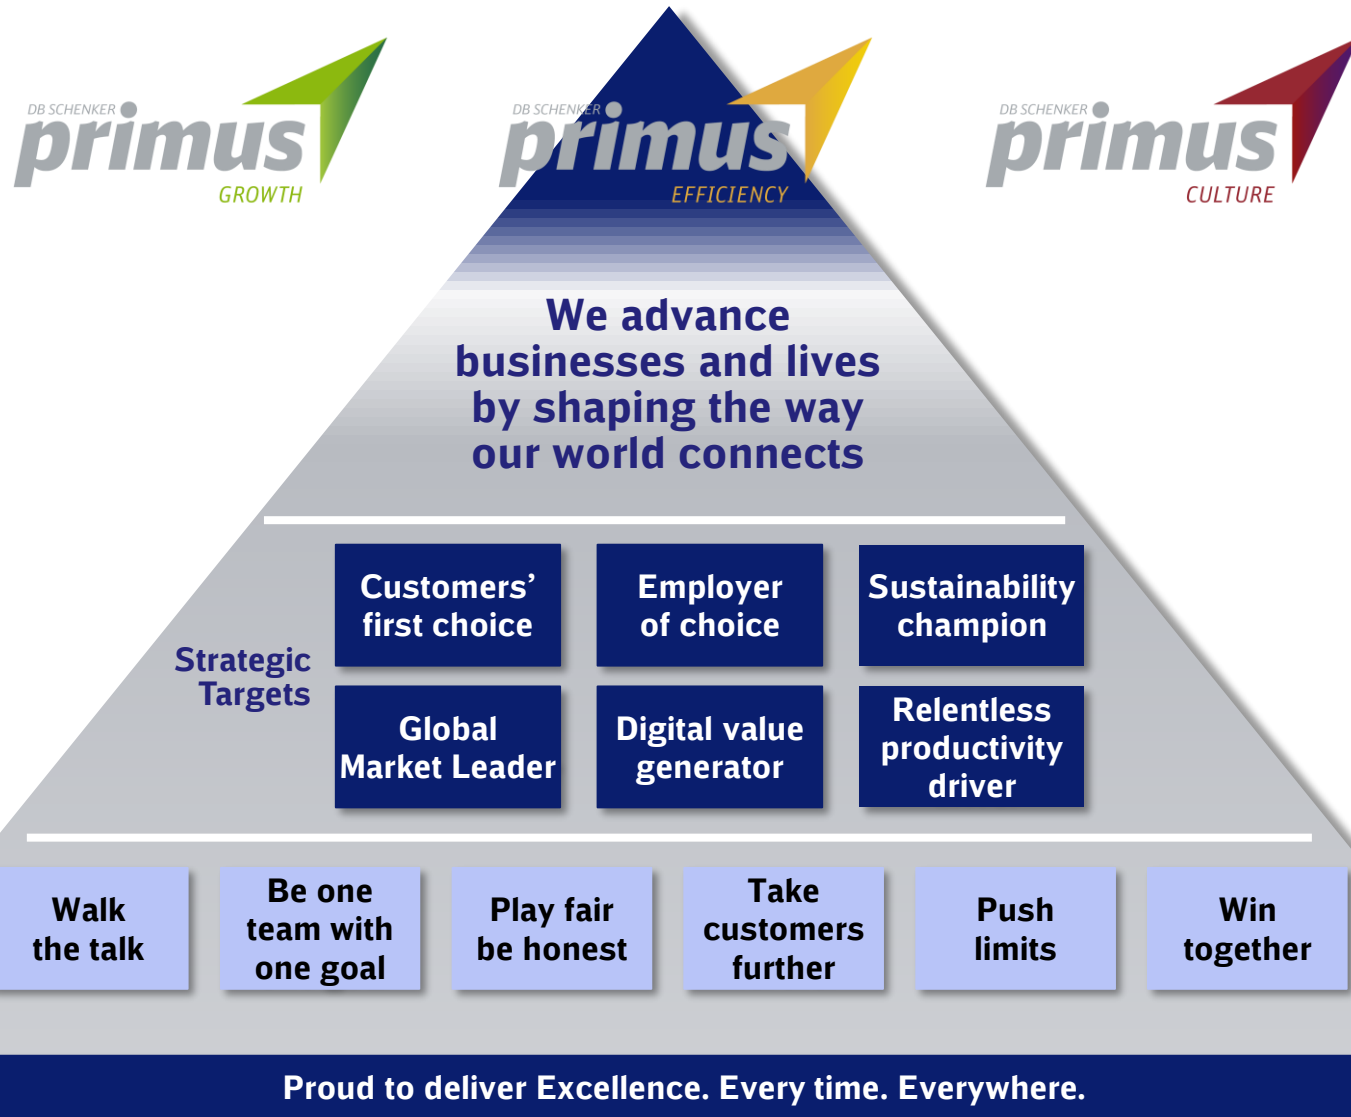 DB SCHENKER
primus
GROWTH
DB SCHENKER
primus
EFFICIENCY
DB SCHENKER
primus
CULTURE
We advance
businesses and lives
by shaping the way
our world connects
Strategic
Targets
Customers’
first choice
Employer
of choice
Sustainability
champion
Global
Market Leader
Digital value
generator
Relentless
productivity
driver
Walk
the talk
Be one
team with
one goal
Play fair
be honest
Take
customers
further
Push
limits
Win
together
Proud to deliver Excellence. Every time. Everywhere.